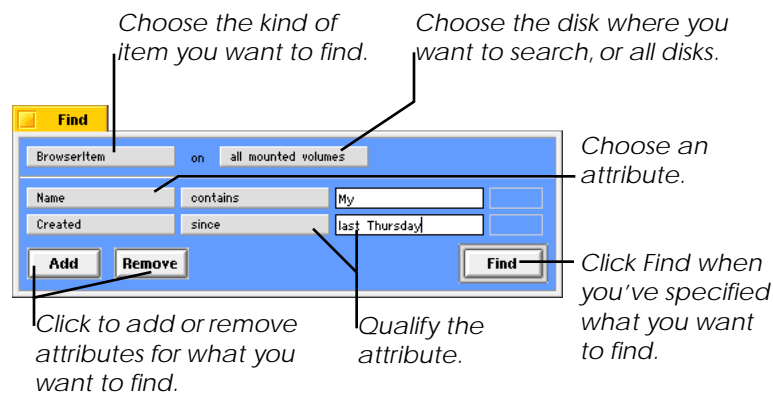 Choose the kind of
item you want to find.
Choose the disk where you
want to search, or all disks.
Find
BrowserItem on all mounted volumes
Choose an
attribute.
Name contains My
Created since last Thursday
Add Remove Find
Click Find when
you've specified
what you want
to find.
Click to add or remove
attributes for what you
want to find.
Qualify the
attribute.